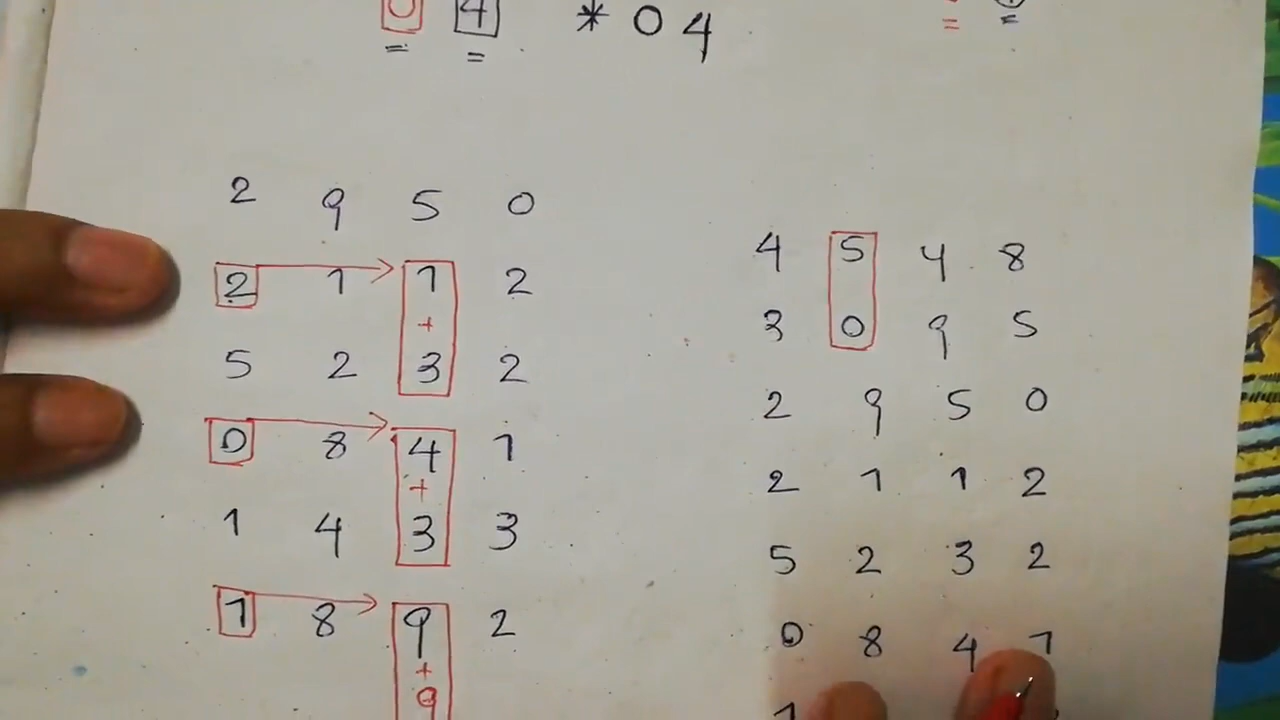 0 4 * 0 4
2 9 5 0
2 1 1 2
+
5 2 3 2
0 8 4 1
+
1 4 3 3
1 8 9 2
+
9
4 5 4 8
3 0 9 5
2 9 5 0
2 1 1 2
5 2 3 2
0 8 4 1
1